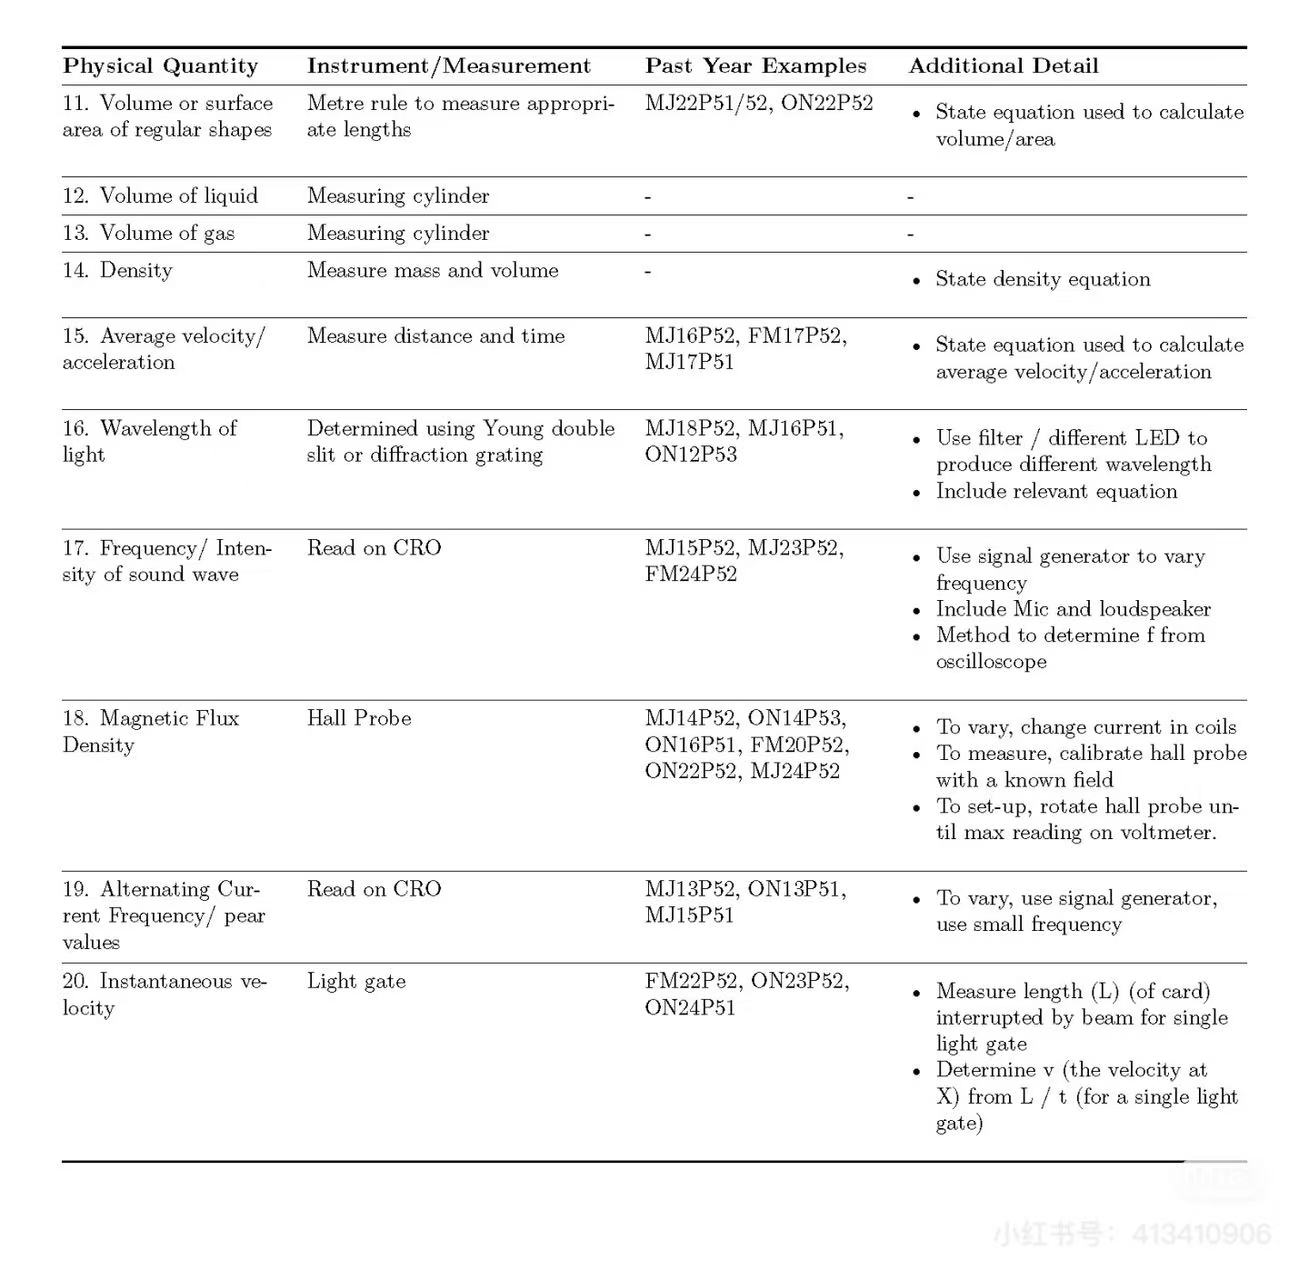 Physical Quantity Instrument/Measurement Past Year Examples Additional Detail
11. Volume or surface
area of regular shapes
Metre rule to measure appropri-
ate lengths
MJ22P51/52, ON22P52
• State equation used to calculate
volume/area
12. Volume of liquid
Measuring cylinder
-
-
13. Volume of gas
Measuring cylinder
-
-
14. Density
Measure mass and volume
-
• State density equation
15. Average velocity/
acceleration
Measure distance and time
MJ16P52, FM17P52,
MJ17P51
• State equation used to calculate
average velocity/acceleration
16. Wavelength of
light
Determined using Young double
slit or diffraction grating
MJ18P52, MJ16P51,
ON12P53
• Use filter / different LED to
produce different wavelength
• Include relevant equation
17. Frequency/ Inten-
sity of sound wave
Read on CRO
MJ15P52, MJ23P52,
FM24P52
• Use signal generator to vary
frequency
• Include Mic and loudspeaker
• Method to determine f from
oscilloscope
18. Magnetic Flux
Density
Hall Probe
MJ14P52, ON14P53,
ON16P51, FM20P52,
ON22P52, MJ24P52
• To vary, change current in coils
• To measure, calibrate hall probe
with a known field
• To set-up, rotate hall probe un-
til max reading on voltmeter.
19. Alternating Cur-
rent Frequency/ pear
values
Read on CRO
MJ13P52, ON13P51,
MJ15P51
• To vary, use signal generator,
use small frequency
20. Instantaneous ve-
locity
Light gate
FM22P52, ON23P52,
ON24P51
• Measure length (L) (of card)
interrupted by beam for single
light gate
• Determine v (the velocity at
X) from L / t (for a single light
gate)
小红书号：413410906